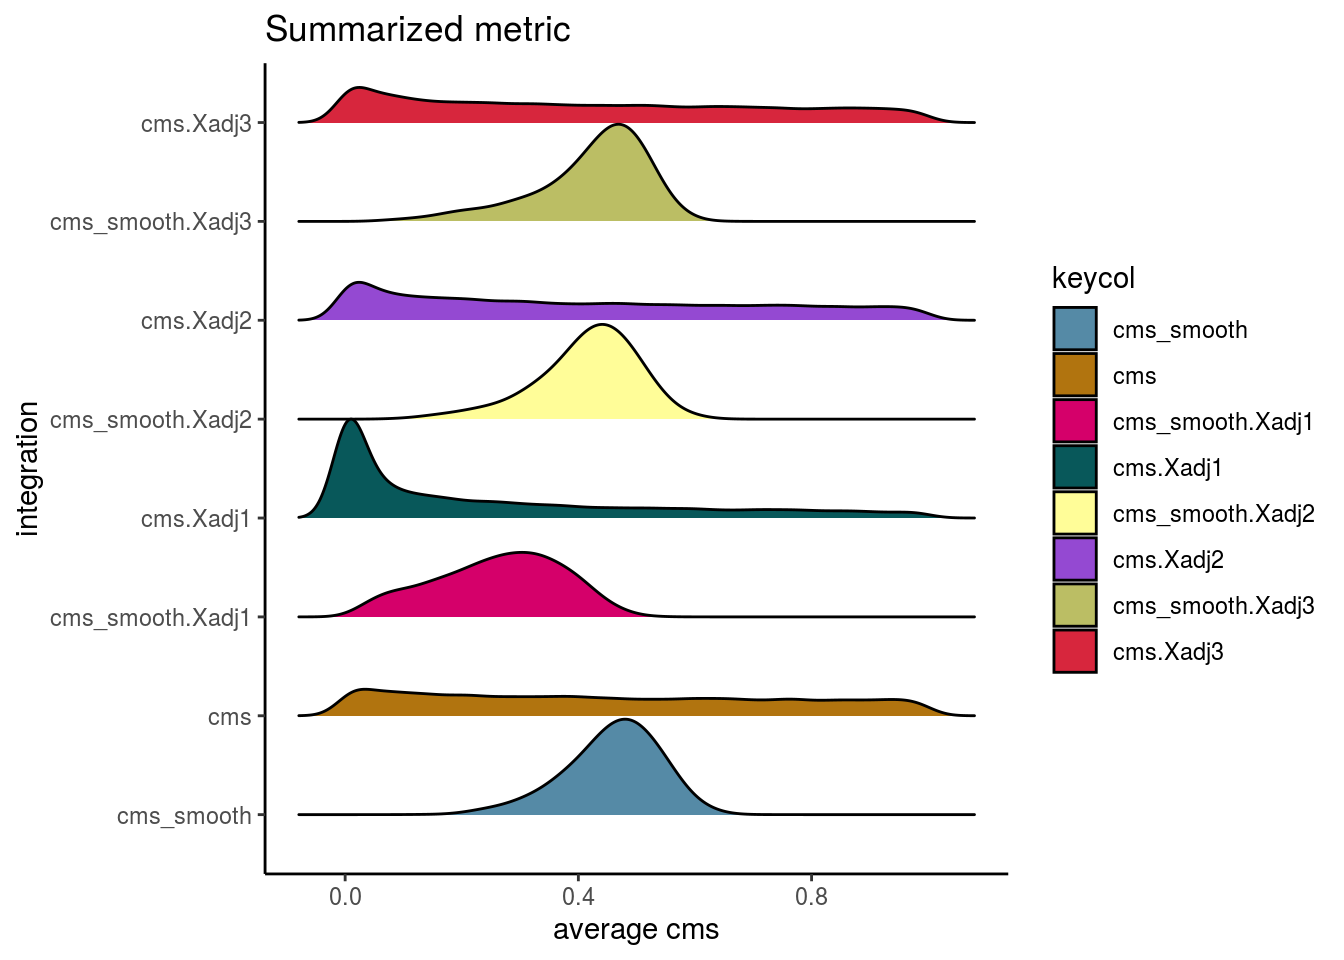 Summarized metric
cms.Xadj3
cms_smooth.Xadj3
cms.Xadj2
cms_smooth.Xadj2
cms.Xadj1
cms_smooth.Xadj1
cms
cms_smooth
integration
0.0
0.4
0.8
average cms
keycol
cms_smooth
cms
cms_smooth.Xadj1
cms.Xadj1
cms_smooth.Xadj2
cms.Xadj2
cms_smooth.Xadj3
cms.Xadj3